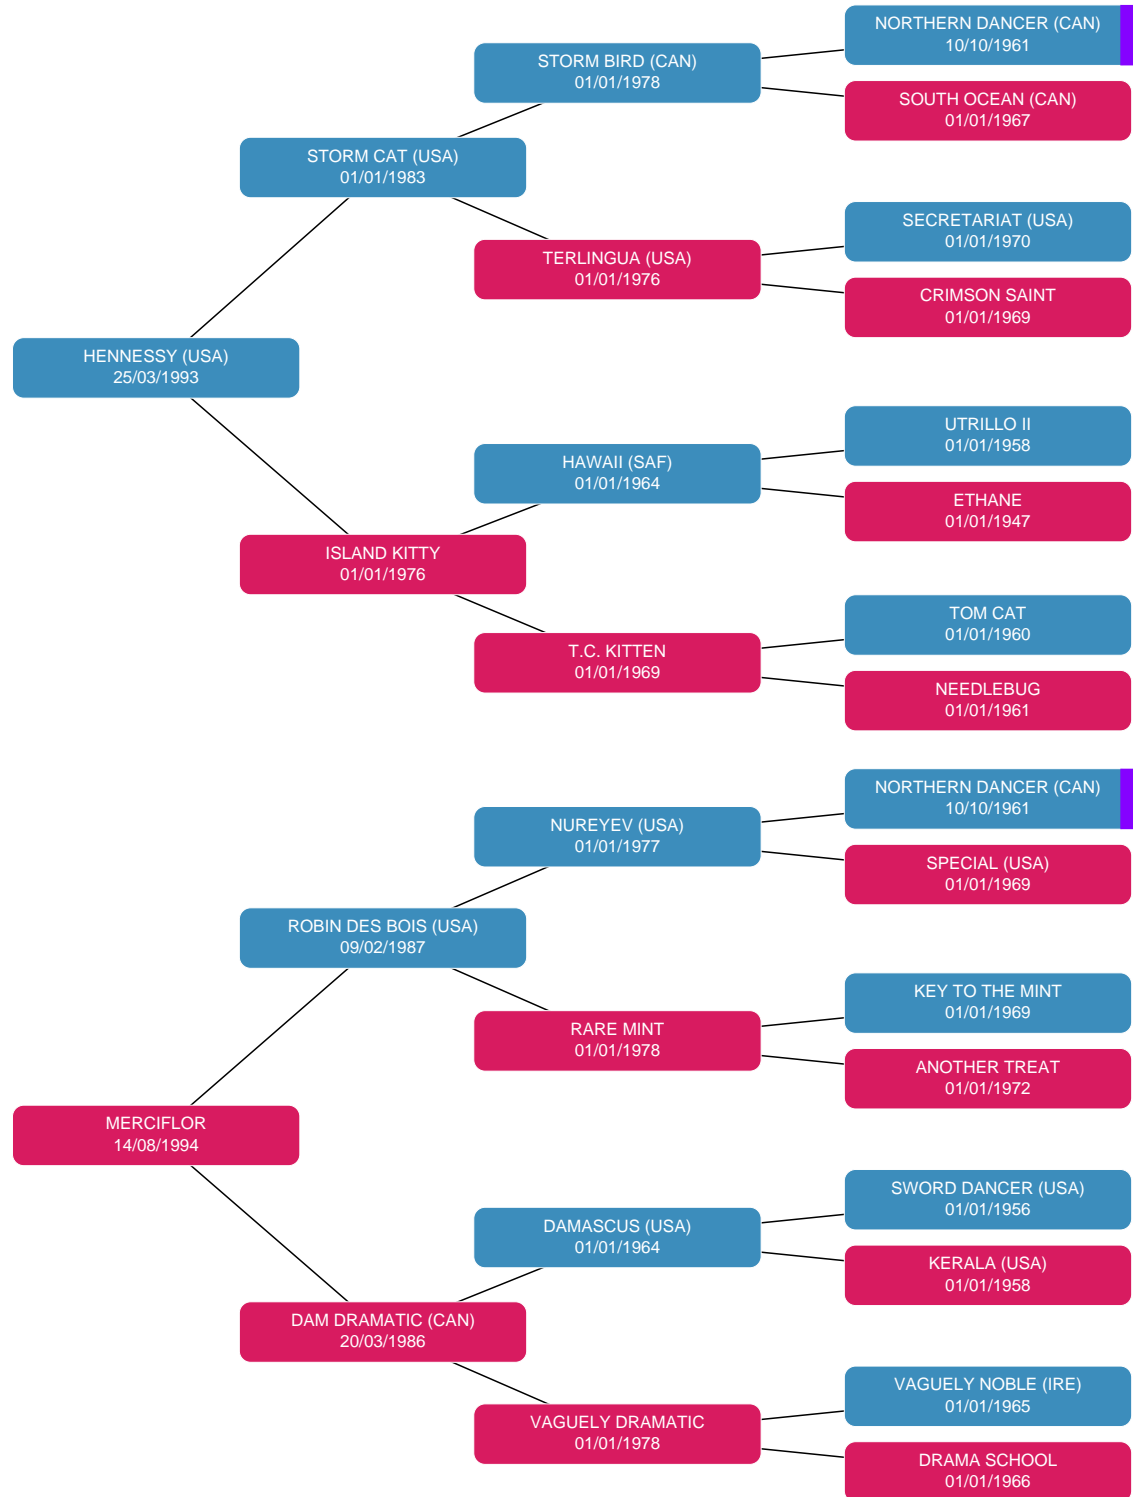 NORTHERN DANCER (CAN)
10/10/1961
STORM BIRD (CAN)
01/01/1978
SOUTH OCEAN (CAN)
01/01/1967
STORM CAT (USA)
01/01/1983
SECRETARIAT (USA)
01/01/1970
TERLINGUA (USA)
01/01/1976
CRIMSON SAINT
01/01/1969
HENNESSY (USA)
25/03/1993
UTRILLO II
01/01/1958
HAWAII (SAF)
01/01/1964
ETHANE
01/01/1947
ISLAND KITTY
01/01/1976
TOM CAT
01/01/1960
T.C. KITTEN
01/01/1969
NEEDLEBUG
01/01/1961
NORTHERN DANCER (CAN)
10/10/1961
NUREYEV (USA)
01/01/1977
SPECIAL (USA)
01/01/1969
ROBIN DES BOIS (USA)
09/02/1987
KEY TO THE MINT
01/01/1969
RARE MINT
01/01/1978
ANOTHER TREAT
01/01/1972
MERCIFLOR
14/08/1994
SWORD DANCER (USA)
01/01/1956
DAMASCUS (USA)
01/01/1964
KERALA (USA)
01/01/1958
DAM DRAMATIC (CAN)
20/03/1986
VAGUELY NOBLE (IRE)
01/01/1965
VAGUELY DRAMATIC
01/01/1978
DRAMA SCHOOL
01/01/1966